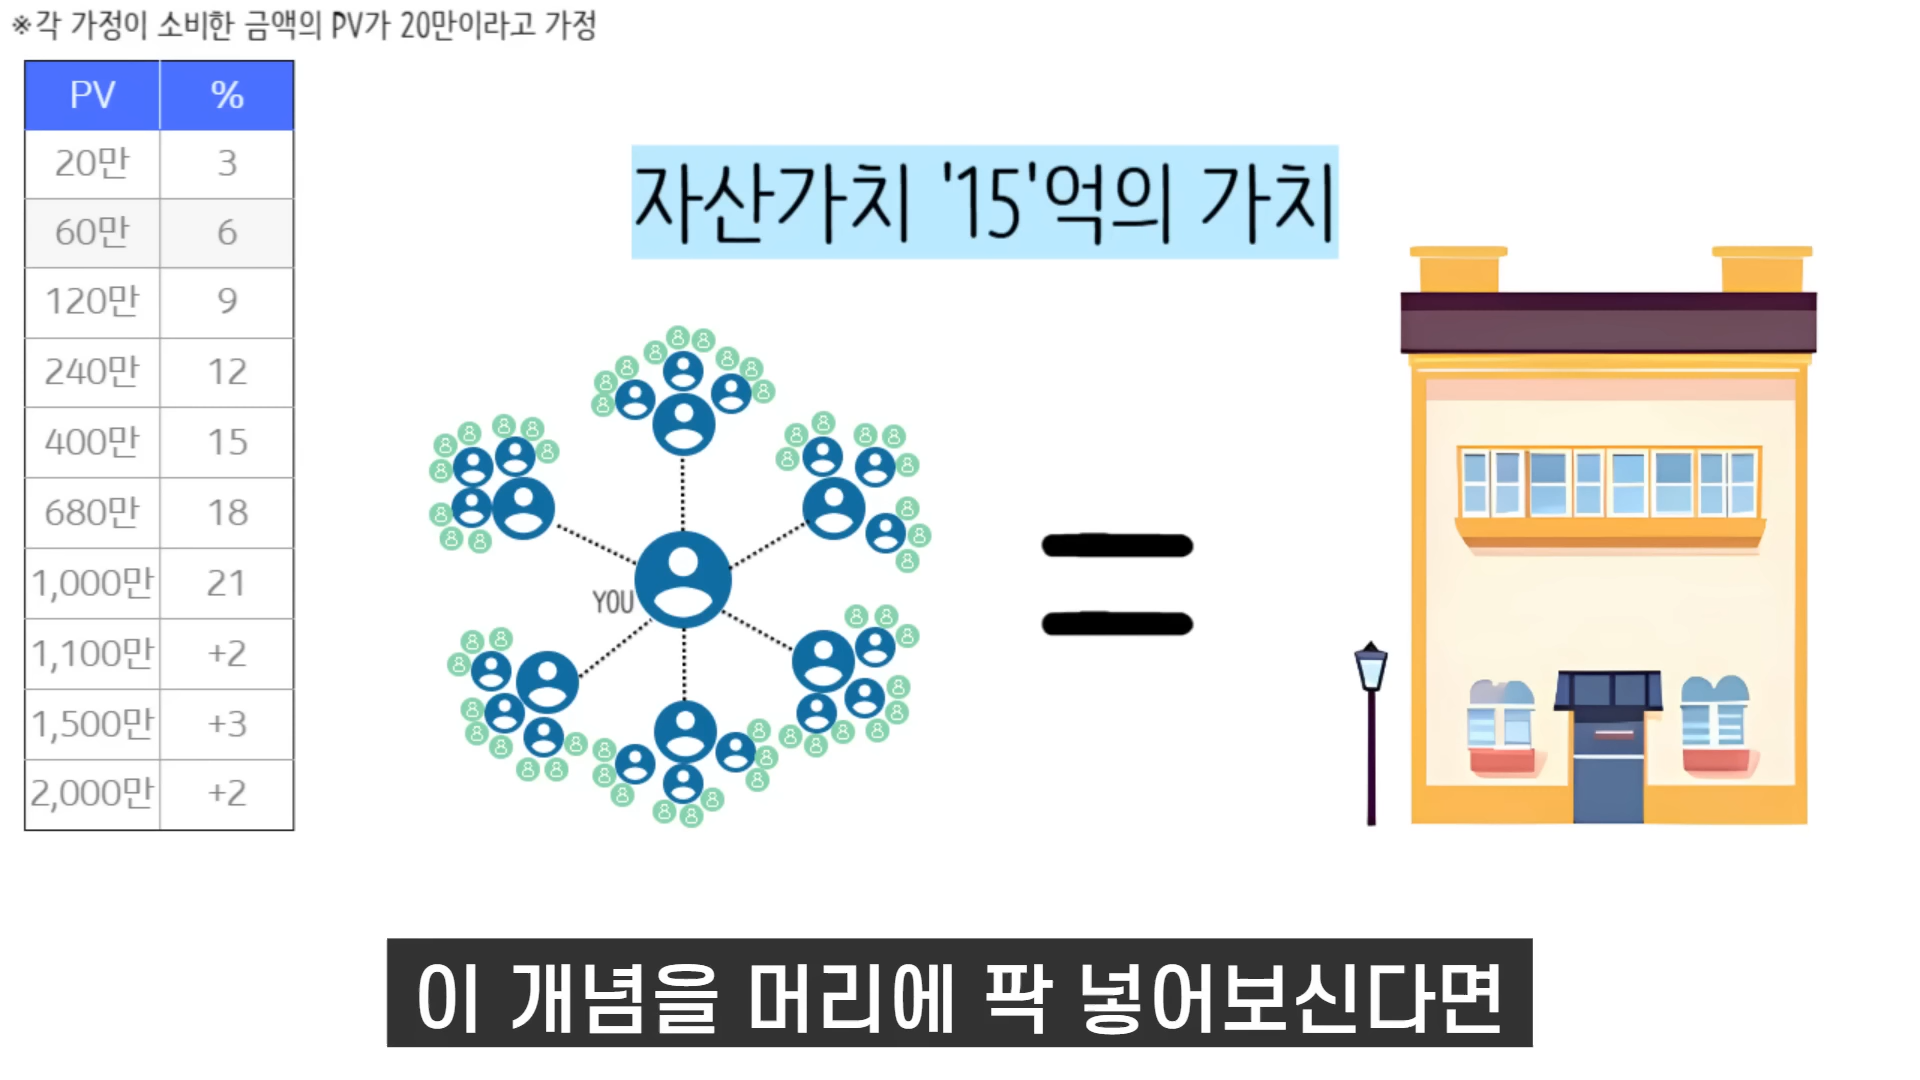 ※각 가정이 소비한 금액의 PV가 20만이라고 가정
PV %
20만 3
60만 6
120만 9
240만 12
400만 15
680만 18
1,000만 21
1,100만 +2
1,500만 +3
2,000만 +2
자산가치 '15'억의 가치
YOU
이 개념을 머리에 팍 넣어보신다면